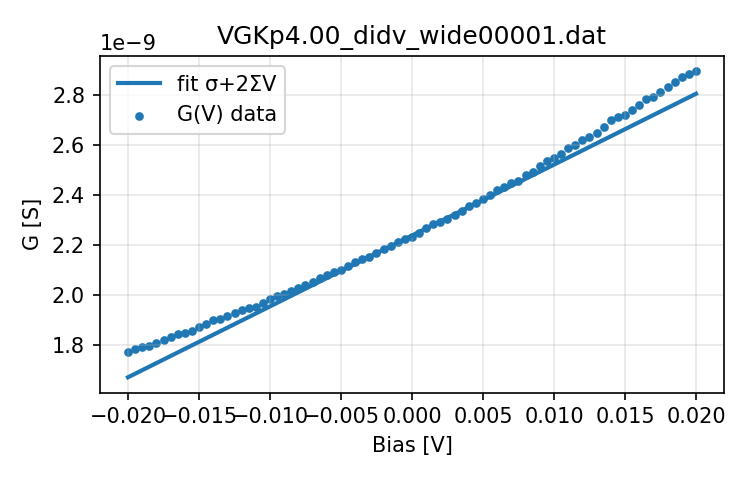 VGKp4.00_didv_wide00001.dat
1e−9
fit σ+2ΣV
G(V) data
2.8
2.6
2.4
2.2
2.0
1.8
G [S]
−0.020 −0.015 −0.010 −0.005 0.000 0.005 0.010 0.015 0.020
Bias [V]